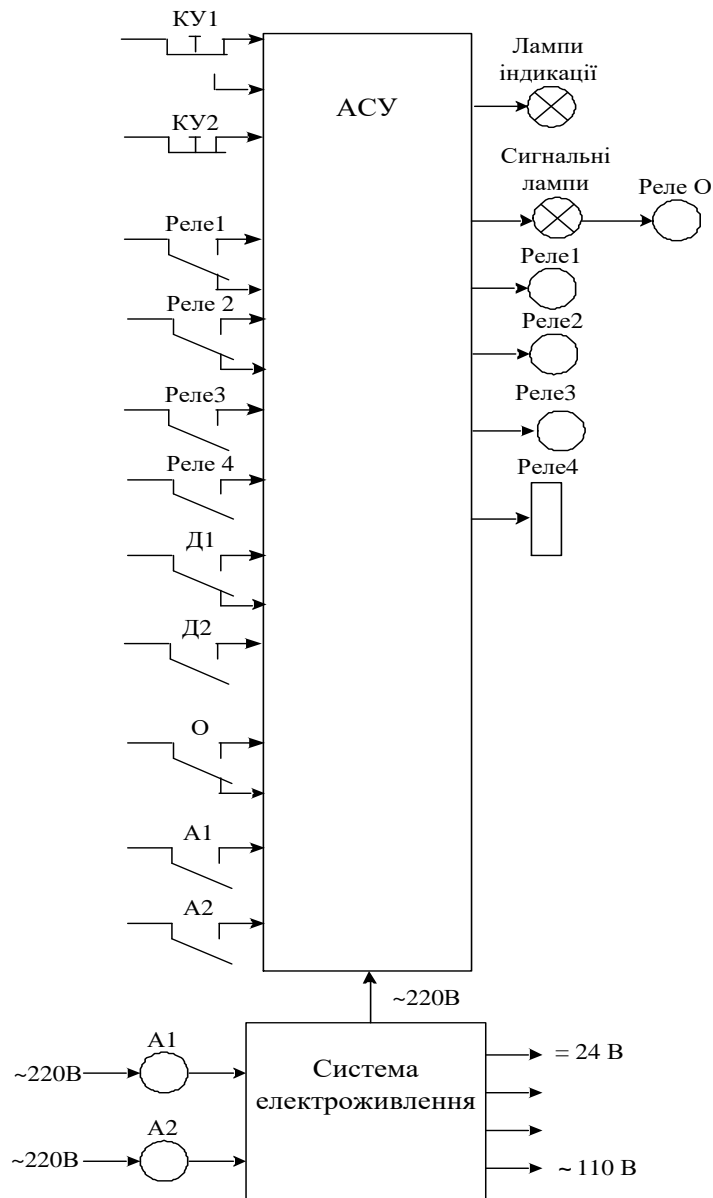 КУ1
Лампи
індикації
АСУ
КУ2
Сигнальні
лампи
Реле О
Реле1
Реле1
Реле 2
Реле2
Реле3
Реле3
Реле 4
Реле4
Д1
Д2
О
А1
А2
~220В
А1
= 24 В
~220В
Система
електроживлення
А2
~220В
~ 110 В